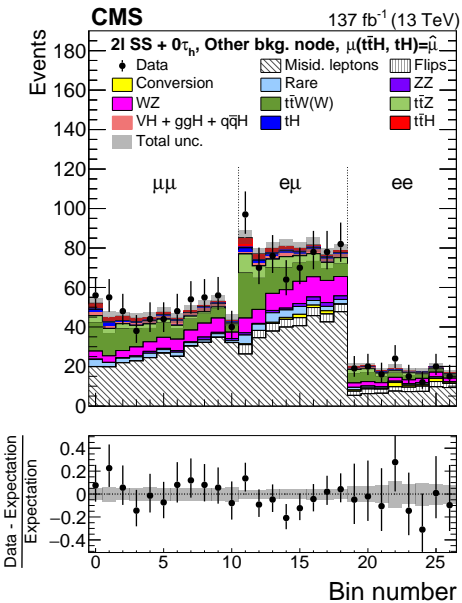 CMS 137 fb⁻¹ (13 TeV)
Events
2l SS + 0τh, Other bkg. node, μ(tt̄H, tH)=μ̂
Data Misid. leptons Flips
Conversion Rare ZZ
WZ tt̄W(W) tt̄Z
VH + ggH + qq̄H tH tt̄H
Total unc.
μμ eμ ee
180
160
140
120
100
80
60
40
20
0
Data - Expectation
Expectation
0.4
0.2
0
−0.2
−0.4
0 5 10 15 20 25
Bin number